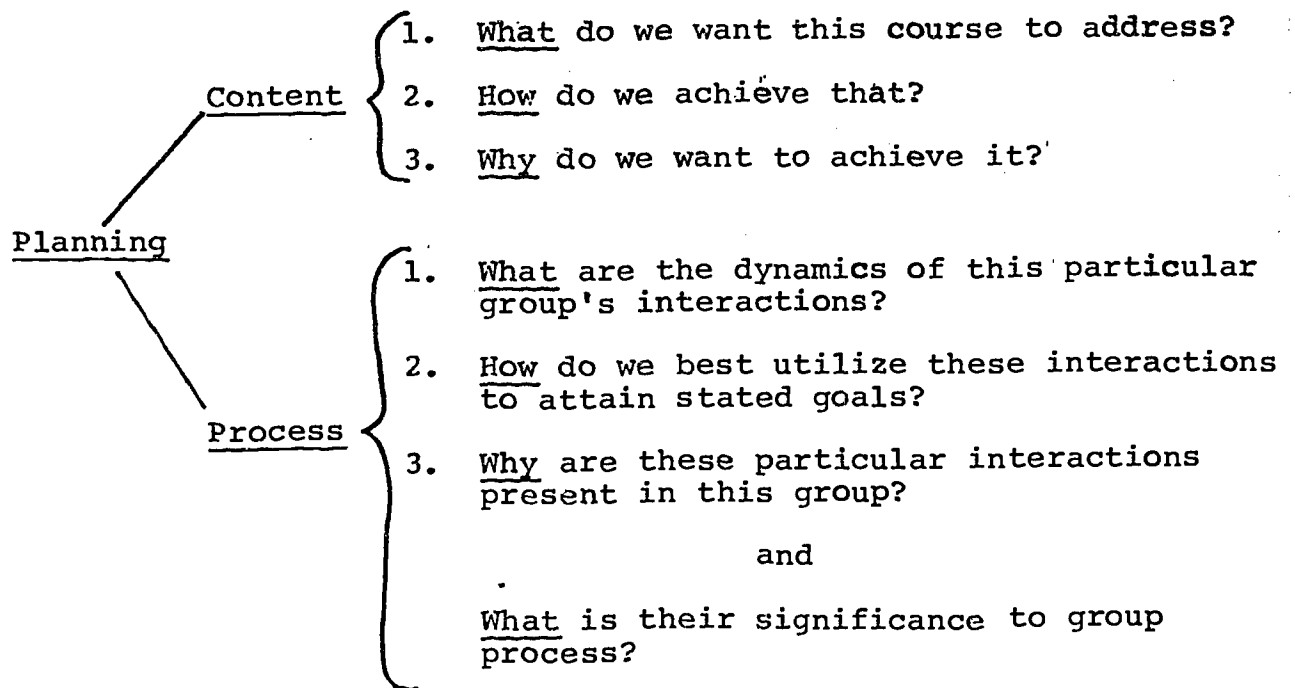 1. What do we want this course to address?
Content
2. How do we achieve that?
3. Why do we want to achieve it?
Planning
1. What are the dynamics of this particular
group's interactions?
2. How do we best utilize these interactions
to attain stated goals?
Process
3. Why are these particular interactions
present in this group?
and
What is their significance to group
process?